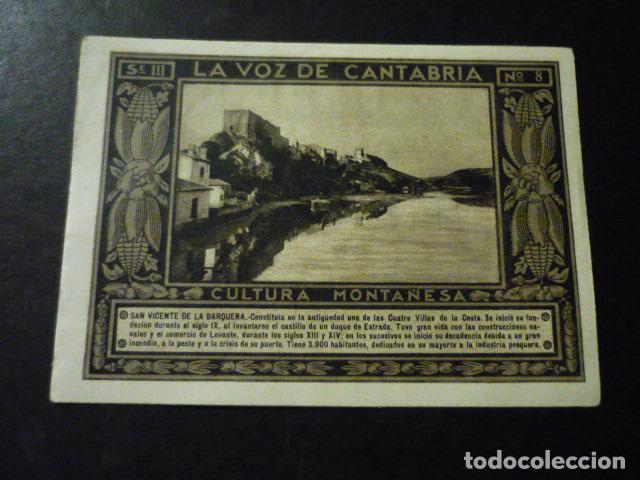 Se III
LA VOZ DE CANTABRIA
No 8
CULTURA MONTAÑESA
SAN VICENTE DE LA BARQUERA.-Constituía en la antigüedad una de las Cuatro Villas de la Costa. Se inició su fun-
dación durante el siglo IX, al levantarse el castillo de un duque de Estrada. Tuvo gran vida con las construcciones na-
vales y el comercio de Levante, durante los siglos XIII y XIV; en los sucesivos se inició su decadencia debida a un gran
incendio, a la peste y a la crisis de su puerto. Tiene 3.000 habitantes, dedicados en su mayoría a la industria pesquera.
todocoleccion.net